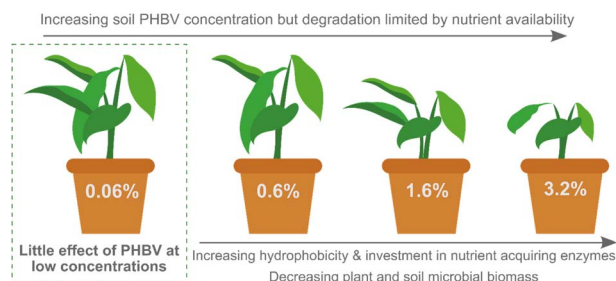 Increasing soil PHBV concentration but degradation limited by nutrient availability
0.06%
0.6%
1.6%
3.2%
Little effect of PHBV at
low concentrations
Increasing hydrophobicity & investment in nutrient acquiring enzymes
Decreasing plant and soil microbial biomass